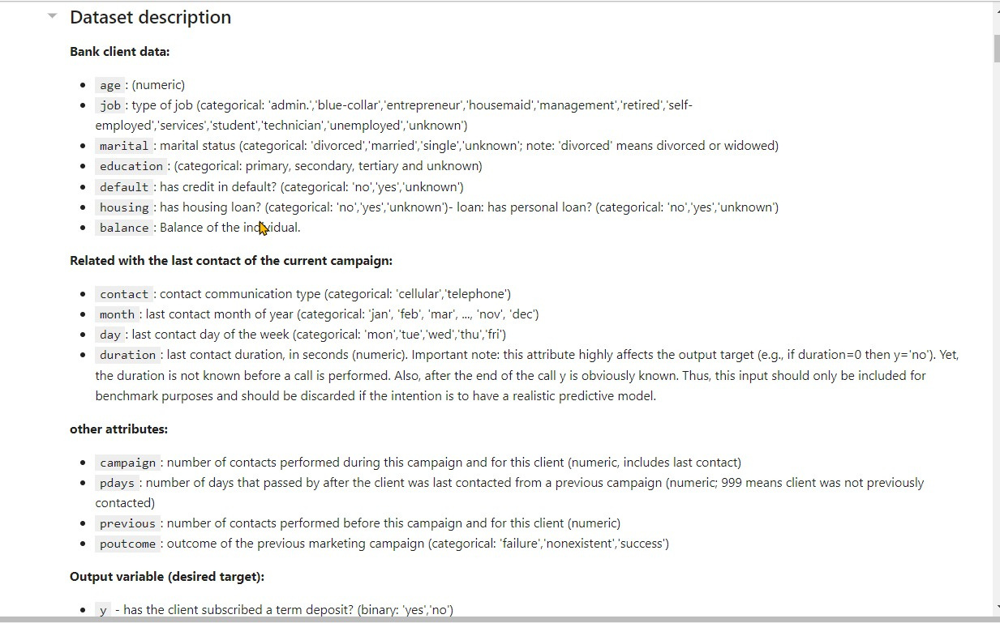 Dataset description
Bank client data:
age : (numeric)
job : type of job (categorical: 'admin.','blue-collar','entrepreneur','housemaid','management','retired','self-
employed','services','student','technician','unemployed','unknown')
marital : marital status (categorical: 'divorced','married','single','unknown'; note: 'divorced' means divorced or widowed)
education : (categorical: primary, secondary, tertiary and unknown)
default : has credit in default? (categorical: 'no','yes','unknown')
housing : has housing loan? (categorical: 'no','yes','unknown')- loan: has personal loan? (categorical: 'no','yes','unknown')
balance : Balance of the individual.
Related with the last contact of the current campaign:
contact : contact communication type (categorical: 'cellular','telephone')
month : last contact month of year (categorical: 'jan', 'feb', 'mar', ..., 'nov', 'dec')
day : last contact day of the week (categorical: 'mon','tue','wed','thu','fri')
duration : last contact duration, in seconds (numeric). Important note: this attribute highly affects the output target (e.g., if duration=0 then y='no'). Yet,
the duration is not known before a call is performed. Also, after the end of the call y is obviously known. Thus, this input should only be included for
benchmark purposes and should be discarded if the intention is to have a realistic predictive model.
other attributes:
campaign : number of contacts performed during this campaign and for this client (numeric, includes last contact)
pdays : number of days that passed by after the client was last contacted from a previous campaign (numeric; 999 means client was not previously
contacted)
previous : number of contacts performed before this campaign and for this client (numeric)
poutcome : outcome of the previous marketing campaign (categorical: 'failure','nonexistent','success')
Output variable (desired target):
y - has the client subscribed a term deposit? (binary: 'yes','no')